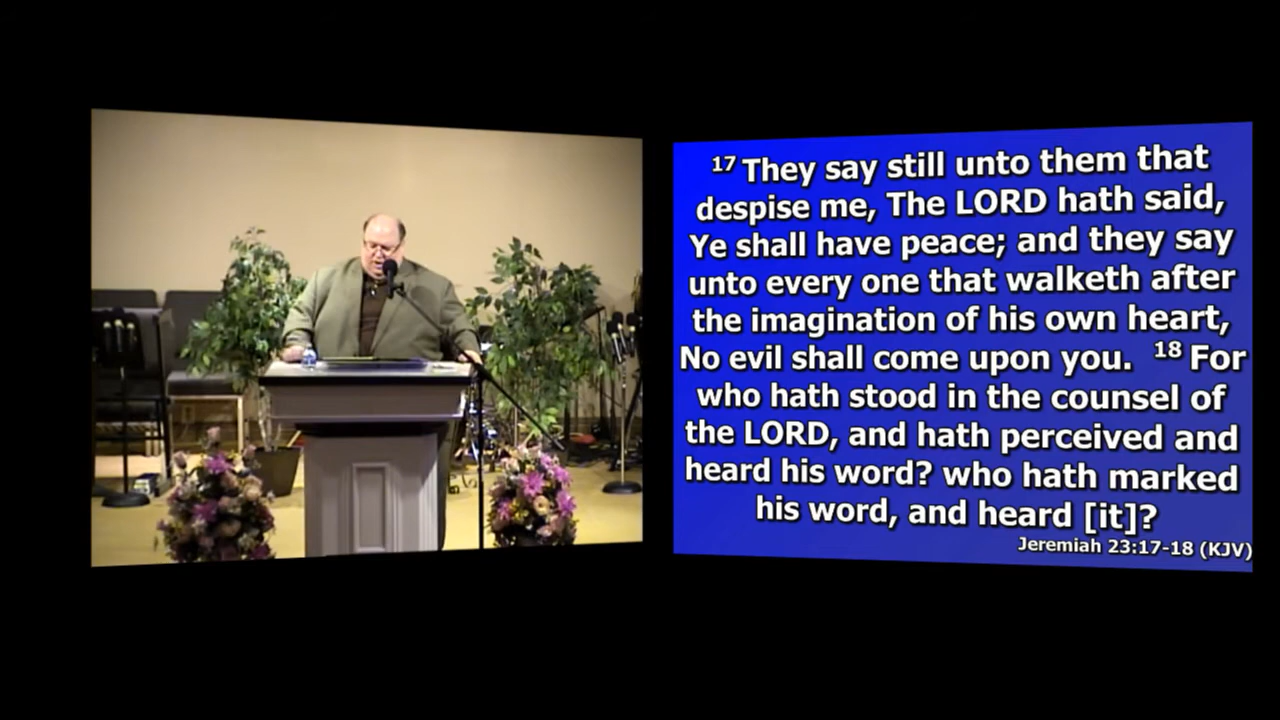 17 They say still unto them that
despise me, The LORD hath said,
Ye shall have peace; and they say
unto every one that walketh after
the imagination of his own heart,
No evil shall come upon you. 18 For
who hath stood in the counsel of
the LORD, and hath perceived and
heard his word? who hath marked
his word, and heard [it]?
Jeremiah 23:17-18 (KJV)